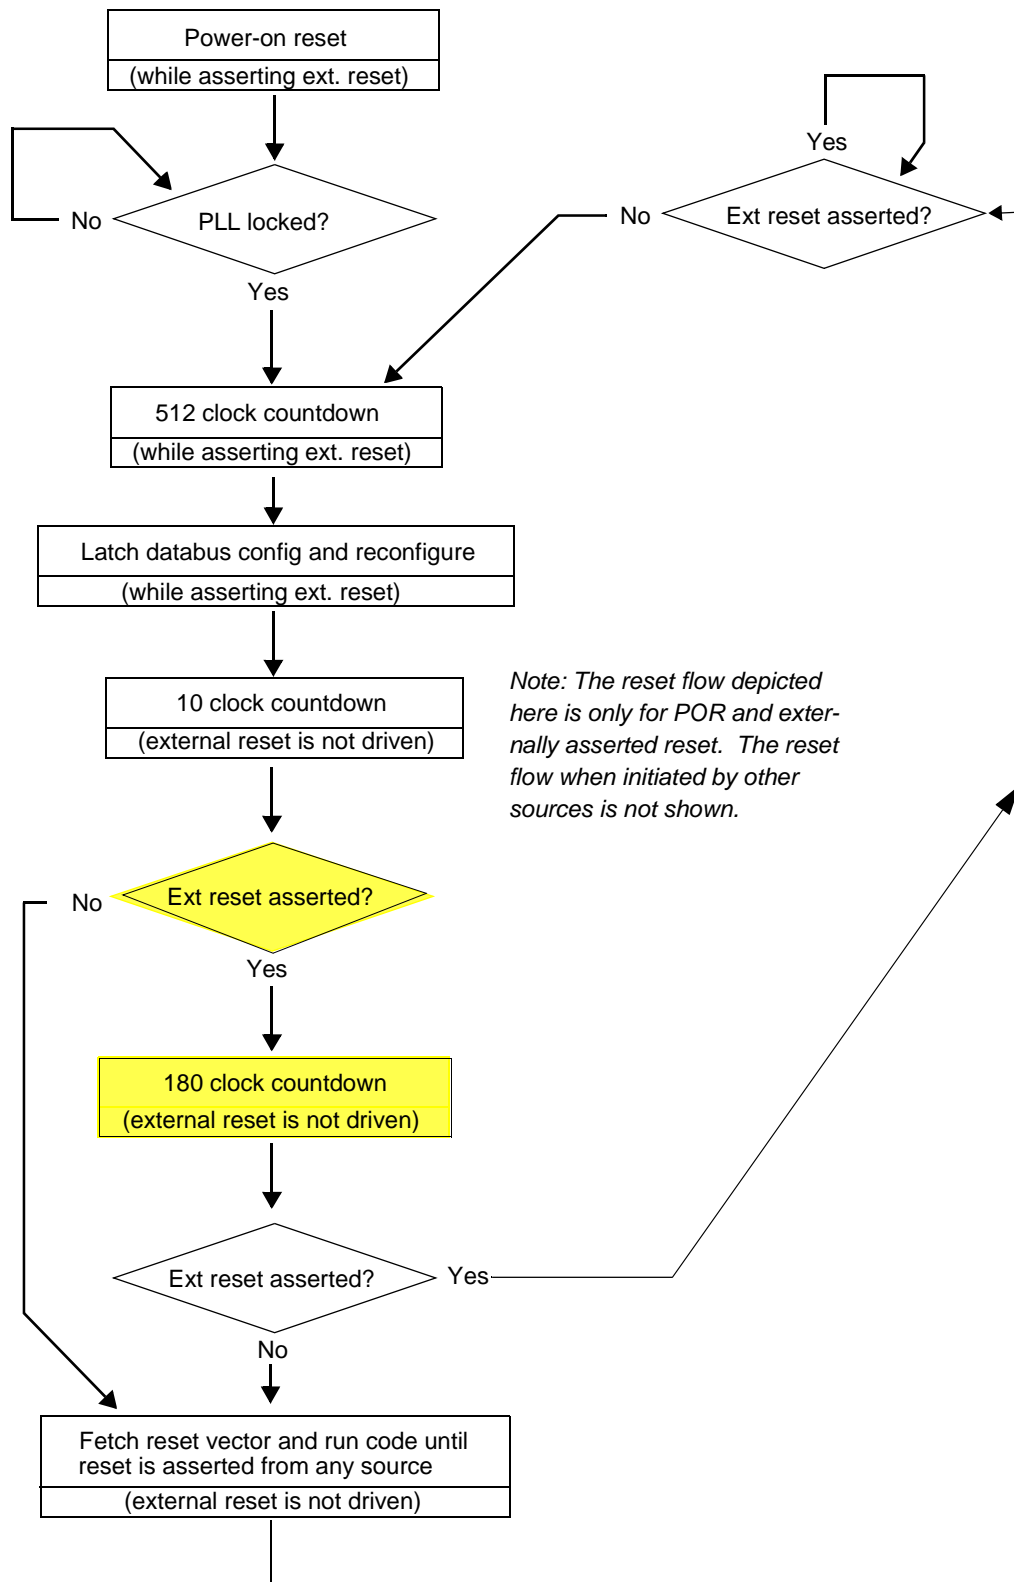 Power-on reset
(while asserting ext. reset)
Yes
No
PLL locked?
No
Ext reset asserted?
Yes
512 clock countdown
(while asserting ext. reset)
Latch databus config and reconfigure
(while asserting ext. reset)
10 clock countdown
(external reset is not driven)
Note: The reset flow depicted
here is only for POR and exter-
nally asserted reset.  The reset
flow when initiated by other
sources is not shown.
No
Ext reset asserted?
Yes
180 clock countdown
(external reset is not driven)
Ext reset asserted?
Yes
No
Fetch reset vector and run code until
reset is asserted from any source
(external reset is not driven)